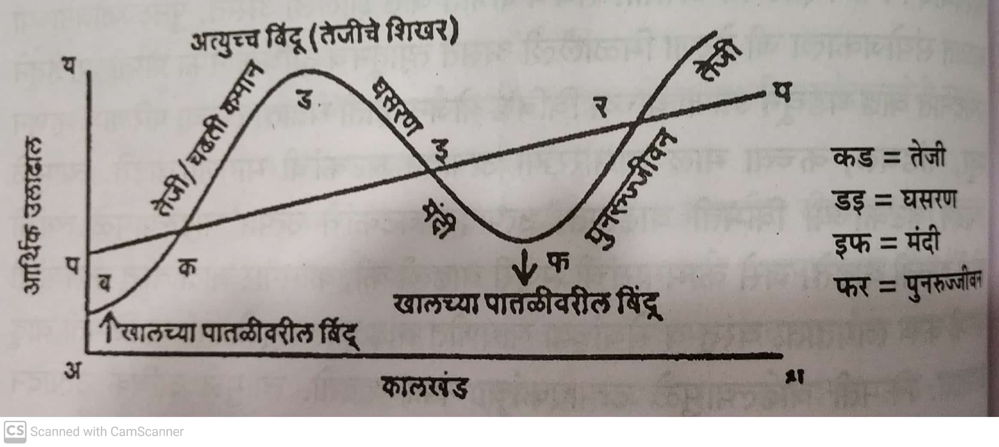 अत्युच्च बिंदू (तेजीचे शिखर)
य
तेजी/चढती कमान
ड
घसरण
इ
र
तेजी
प
आर्थिक उलाढाल
प
व
क
मंदी
पुनरुज्जीवन
फ
खालच्या पातळीवरील बिंदू
खालच्या पातळीवरील बिंदू
अ
कालखंड
कड = तेजी
डइ = घसरण
इफ = मंदी
फर = पुनरुज्जीवन
CS Scanned with CamScanner